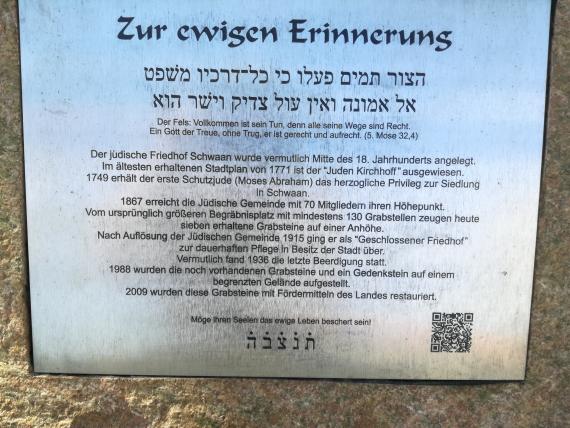 Zur ewigen Erinnerung
הצור תמים פעלו כי כל־דרכיו משפט
אל אמונה ואין עול צדיק וישר הוא
Der Fels: Vollkommen ist sein Tun, denn alle seine Wege sind Recht.
Ein Gott der Treue, ohne Trug, er ist gerecht und aufrecht. (5. Mose 32,4)
Der jüdische Friedhof Schwaan wurde vermutlich Mitte des 18. Jahrhunderts angelegt.
Im ältesten erhaltenen Stadtplan von 1771 ist der "Juden Kirchhoff" ausgewiesen.
1749 erhält der erste Schutzjude (Moses Abraham) das herzogliche Privileg zur Siedlung
in Schwaan.
1867 erreicht die Jüdische Gemeinde mit 70 Mitgliedern ihren Höhepunkt.
Vom ursprünglich größeren Begräbnisplatz mit mindestens 130 Grabstellen zeugen heute
sieben erhaltene Grabsteine auf einer Anhöhe.
Nach Auflösung der Jüdischen Gemeinde 1915 ging er als "Geschlossener Friedhof"
zur dauerhaften Pflege in Besitz der Stadt über.
Vermutlich fand 1936 die letzte Beerdigung statt.
1988 wurden die noch vorhandenen Grabsteine und ein Gedenkstein auf einem
begrenzten Gelände aufgestellt.
2009 wurden diese Grabsteine mit Fördermitteln des Landes restauriert.
Möge ihren Seelen das ewige Leben beschert sein!
ת̇נ̇צ̇ב̇ה̇